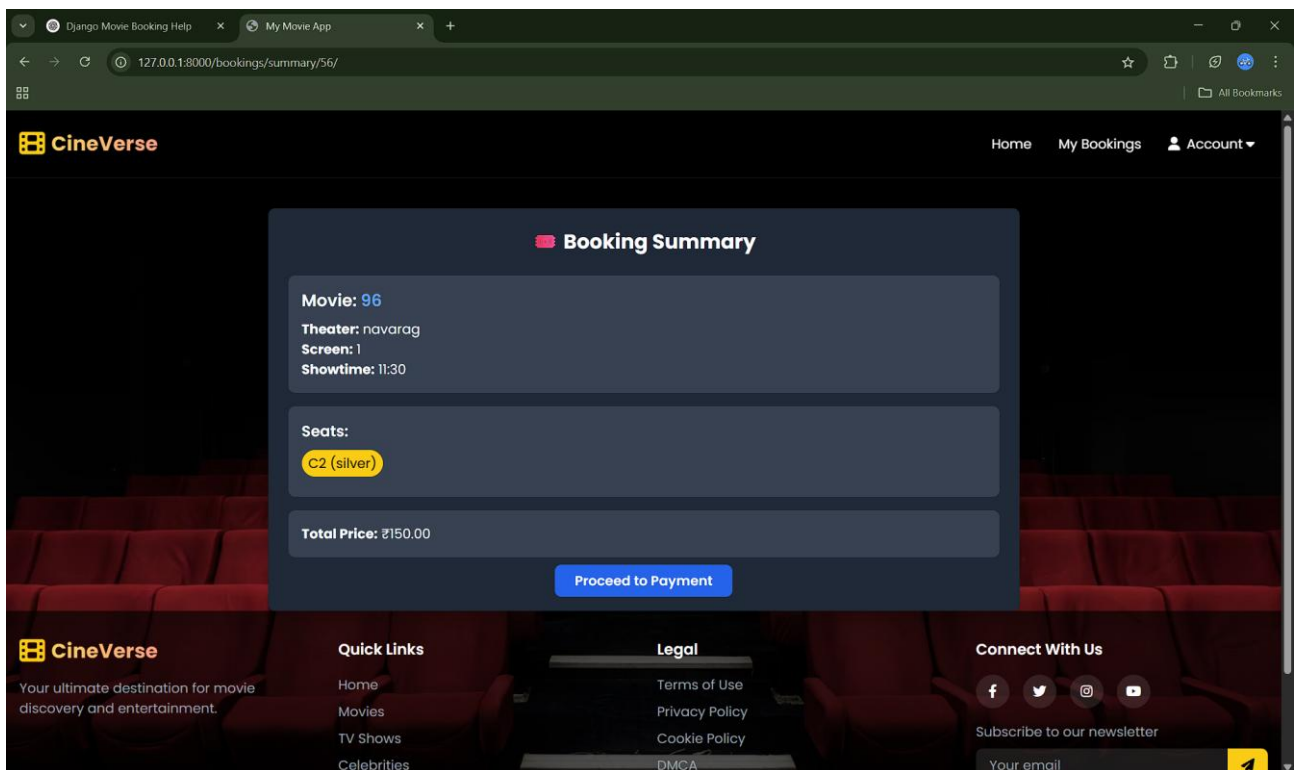 Django Movie Booking Help
My Movie App
127.0.0.1:8000/bookings/summary/56/
All Bookmarks
CineVerse
Home
My Bookings
Account
Booking Summary
Movie: 96
Theater: navarag
Screen: 1
Showtime: 11:30
Seats:
C2 (silver)
Total Price: ₹150.00
Proceed to Payment
CineVerse
Your ultimate destination for movie
discovery and entertainment.
Quick Links
Home
Movies
TV Shows
Celebrities
Legal
Terms of Use
Privacy Policy
Cookie Policy
DMCA
Connect With Us
Subscribe to our newsletter
Your email